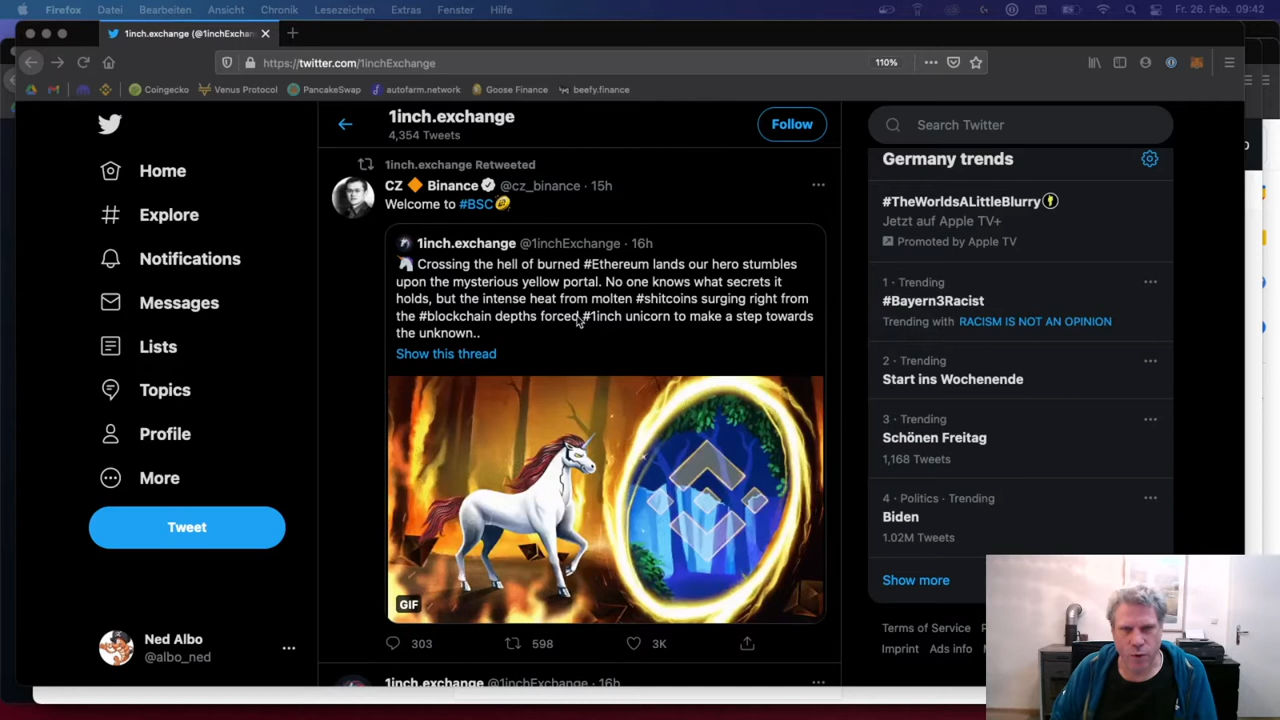 Firefox Datei Bearbeiten Ansicht Chronik Lesezeichen Extras Fenster Hilfe Fr. 26. Feb. 09:42
1inch.exchange (@1inchExchan
https://twitter.com/1inchExchange 110%
Coingecko Venus Protocol PancakeSwap autofarm.network Goose Finance beefy.finance
Home
Explore
Notifications
Messages
Lists
Topics
Profile
More
Tweet
Ned Albo
@albo_ned
1inch.exchange
4,354 Tweets
Follow
1inch.exchange Retweeted
CZ Binance @cz_binance · 15h
Welcome to #BSC
1inch.exchange @1inchExchange · 16h
Crossing the hell of burned #Ethereum lands our hero stumbles
upon the mysterious yellow portal. No one knows what secrets it
holds, but the intense heat from molten #shitcoins surging right from
the #blockchain depths forced #1inch unicorn to make a step towards
the unknown..
Show this thread
GIF
303 598 3K
1inch.exchange @1inchExchange · 16h
Search Twitter
Germany trends
#TheWorldsALittleBlurry
Jetzt auf Apple TV+
Promoted by Apple TV
1 · Trending
#Bayern3Racist
Trending with RACISM IS NOT AN OPINION
2 · Trending
Start ins Wochenende
3 · Trending
Schönen Freitag
1,168 Tweets
4 · Politics · Trending
Biden
1.02M Tweets
Show more
Terms of Service
Imprint Ads info